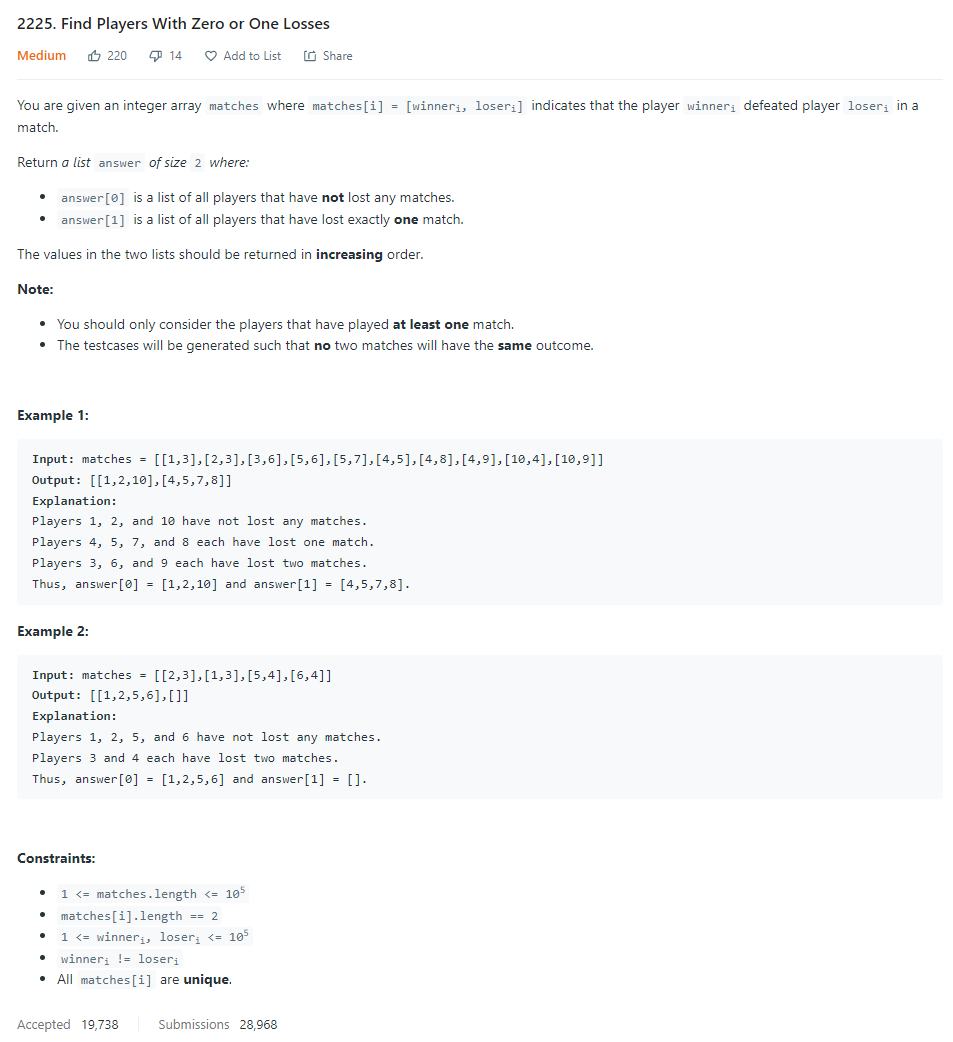 2225. Find Players With Zero or One Losses
Medium 220 14 Add to List Share
You are given an integer array matches where matches[i] = [winnerᵢ, loserᵢ] indicates that the player winnerᵢ defeated player loserᵢ in a
match.
Return a list answer of size 2 where:
• answer[0] is a list of all players that have not lost any matches.
• answer[1] is a list of all players that have lost exactly one match.
The values in the two lists should be returned in increasing order.
Note:
• You should only consider the players that have played at least one match.
• The testcases will be generated such that no two matches will have the same outcome.
Example 1:
Input: matches = [[1,3],[2,3],[3,6],[5,6],[5,7],[4,5],[4,8],[4,9],[10,4],[10,9]]
Output: [[1,2,10],[4,5,7,8]]
Explanation:
Players 1, 2, and 10 have not lost any matches.
Players 4, 5, 7, and 8 each have lost one match.
Players 3, 6, and 9 each have lost two matches.
Thus, answer[0] = [1,2,10] and answer[1] = [4,5,7,8].
Example 2:
Input: matches = [[2,3],[1,3],[5,4],[6,4]]
Output: [[1,2,5,6],[]]
Explanation:
Players 1, 2, 5, and 6 have not lost any matches.
Players 3 and 4 each have lost two matches.
Thus, answer[0] = [1,2,5,6] and answer[1] = [].
Constraints:
• 1 <= matches.length <= 10⁵
• matches[i].length == 2
• 1 <= winnerᵢ, loserᵢ <= 10⁵
• winnerᵢ != loserᵢ
• All matches[i] are unique.
Accepted 19,738 Submissions 28,968